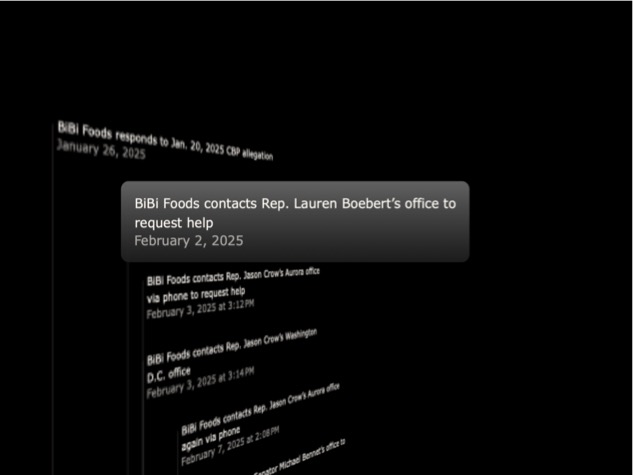 BiBi Foods responds to Jan. 20, 2025 CBP allegation
January 26, 2025
BiBi Foods contacts Rep. Lauren Boebert’s office to
request help
February 2, 2025
BiBi Foods contacts Rep. Jason Crow's Aurora office
via phone to request help
February 3, 2025 at 3:12PM
BiBi Foods contacts Rep. Jason Crow's Washington
D.C. office
February 3, 2025 at 3:14PM
BiBi Foods contacts Rep. Jason Crow's Aurora office
again via phone
February 7, 2025 at 2:08PM
Senator Michael Bennet's office to